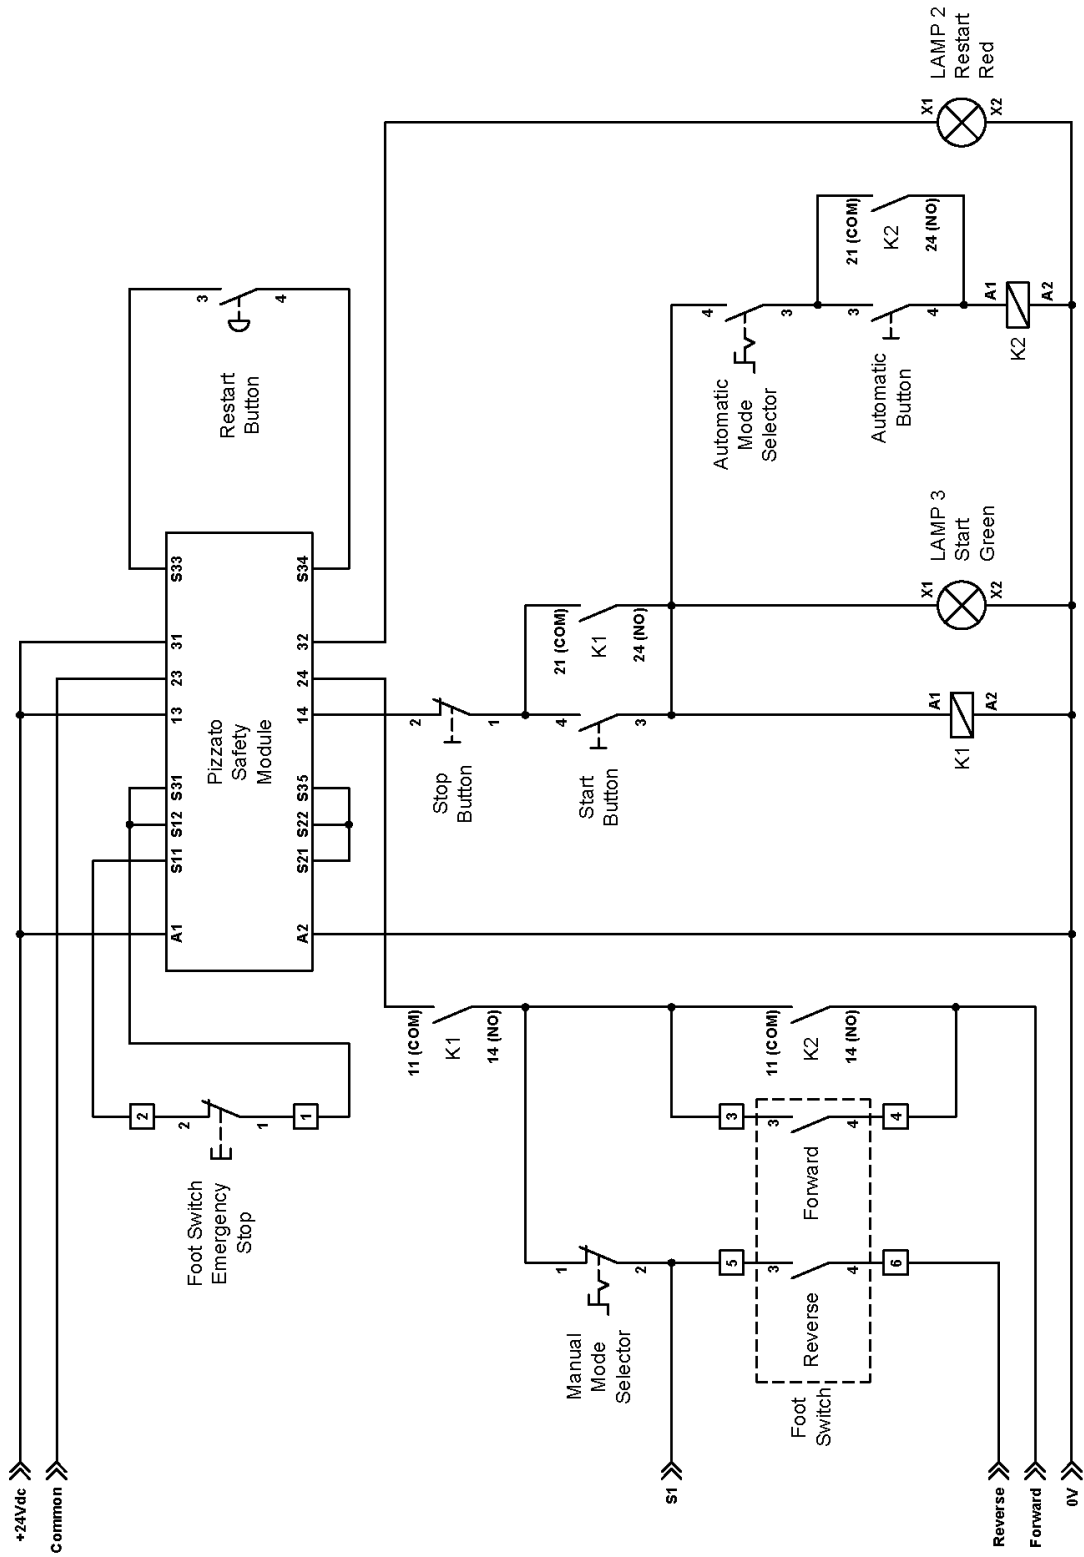 +24Vdc
Common
Foot Switch
Emergency
Stop
2
2
1
1
A1
S11
S12
S31
13
23
31
S33
Pizzato
Safety
Module
A2
S21
S22
S35
14
24
32
S34
Restart
Button
3
4
11 (COM)
K1
14 (NO)
Stop
Button
2
1
Start
Button
4
3
21 (COM)
K1
24 (NO)
Manual
Mode
Selector
1
2
S1
Foot
Switch
5
3
Reverse
4
6
3
3
Forward
4
4
11 (COM)
K2
14 (NO)
Automatic
Mode
Selector
4
3
Automatic
Button
3
4
21 (COM)
K2
24 (NO)
K1
A1
A2
LAMP 3
Start
Green
X1
X2
K2
A1
A2
LAMP 2
Restart
Red
X1
X2
Reverse
Forward
0V